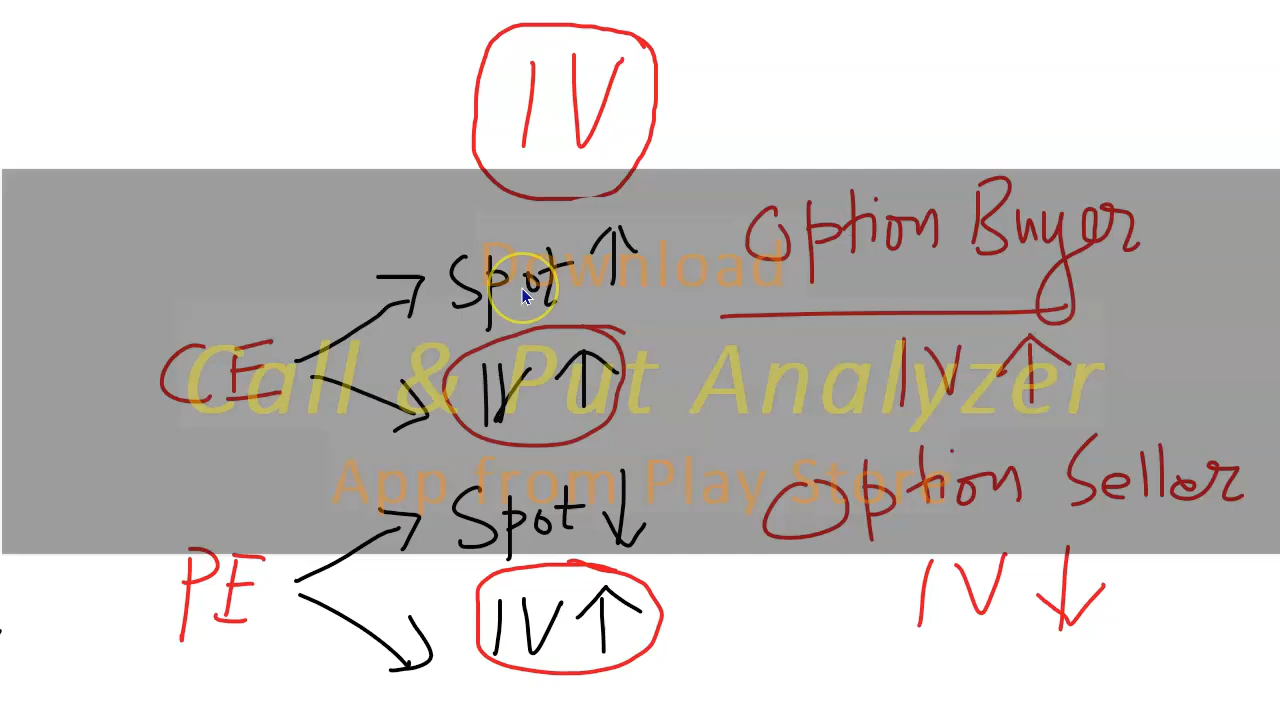 IV
Spot ↑
Option Buyer
Download
CE
IV ↑
IV ↑
Call & Put Analyzer
App from Play Store
Spot ↓
Option Seller
PE
IV ↑
IV ↓